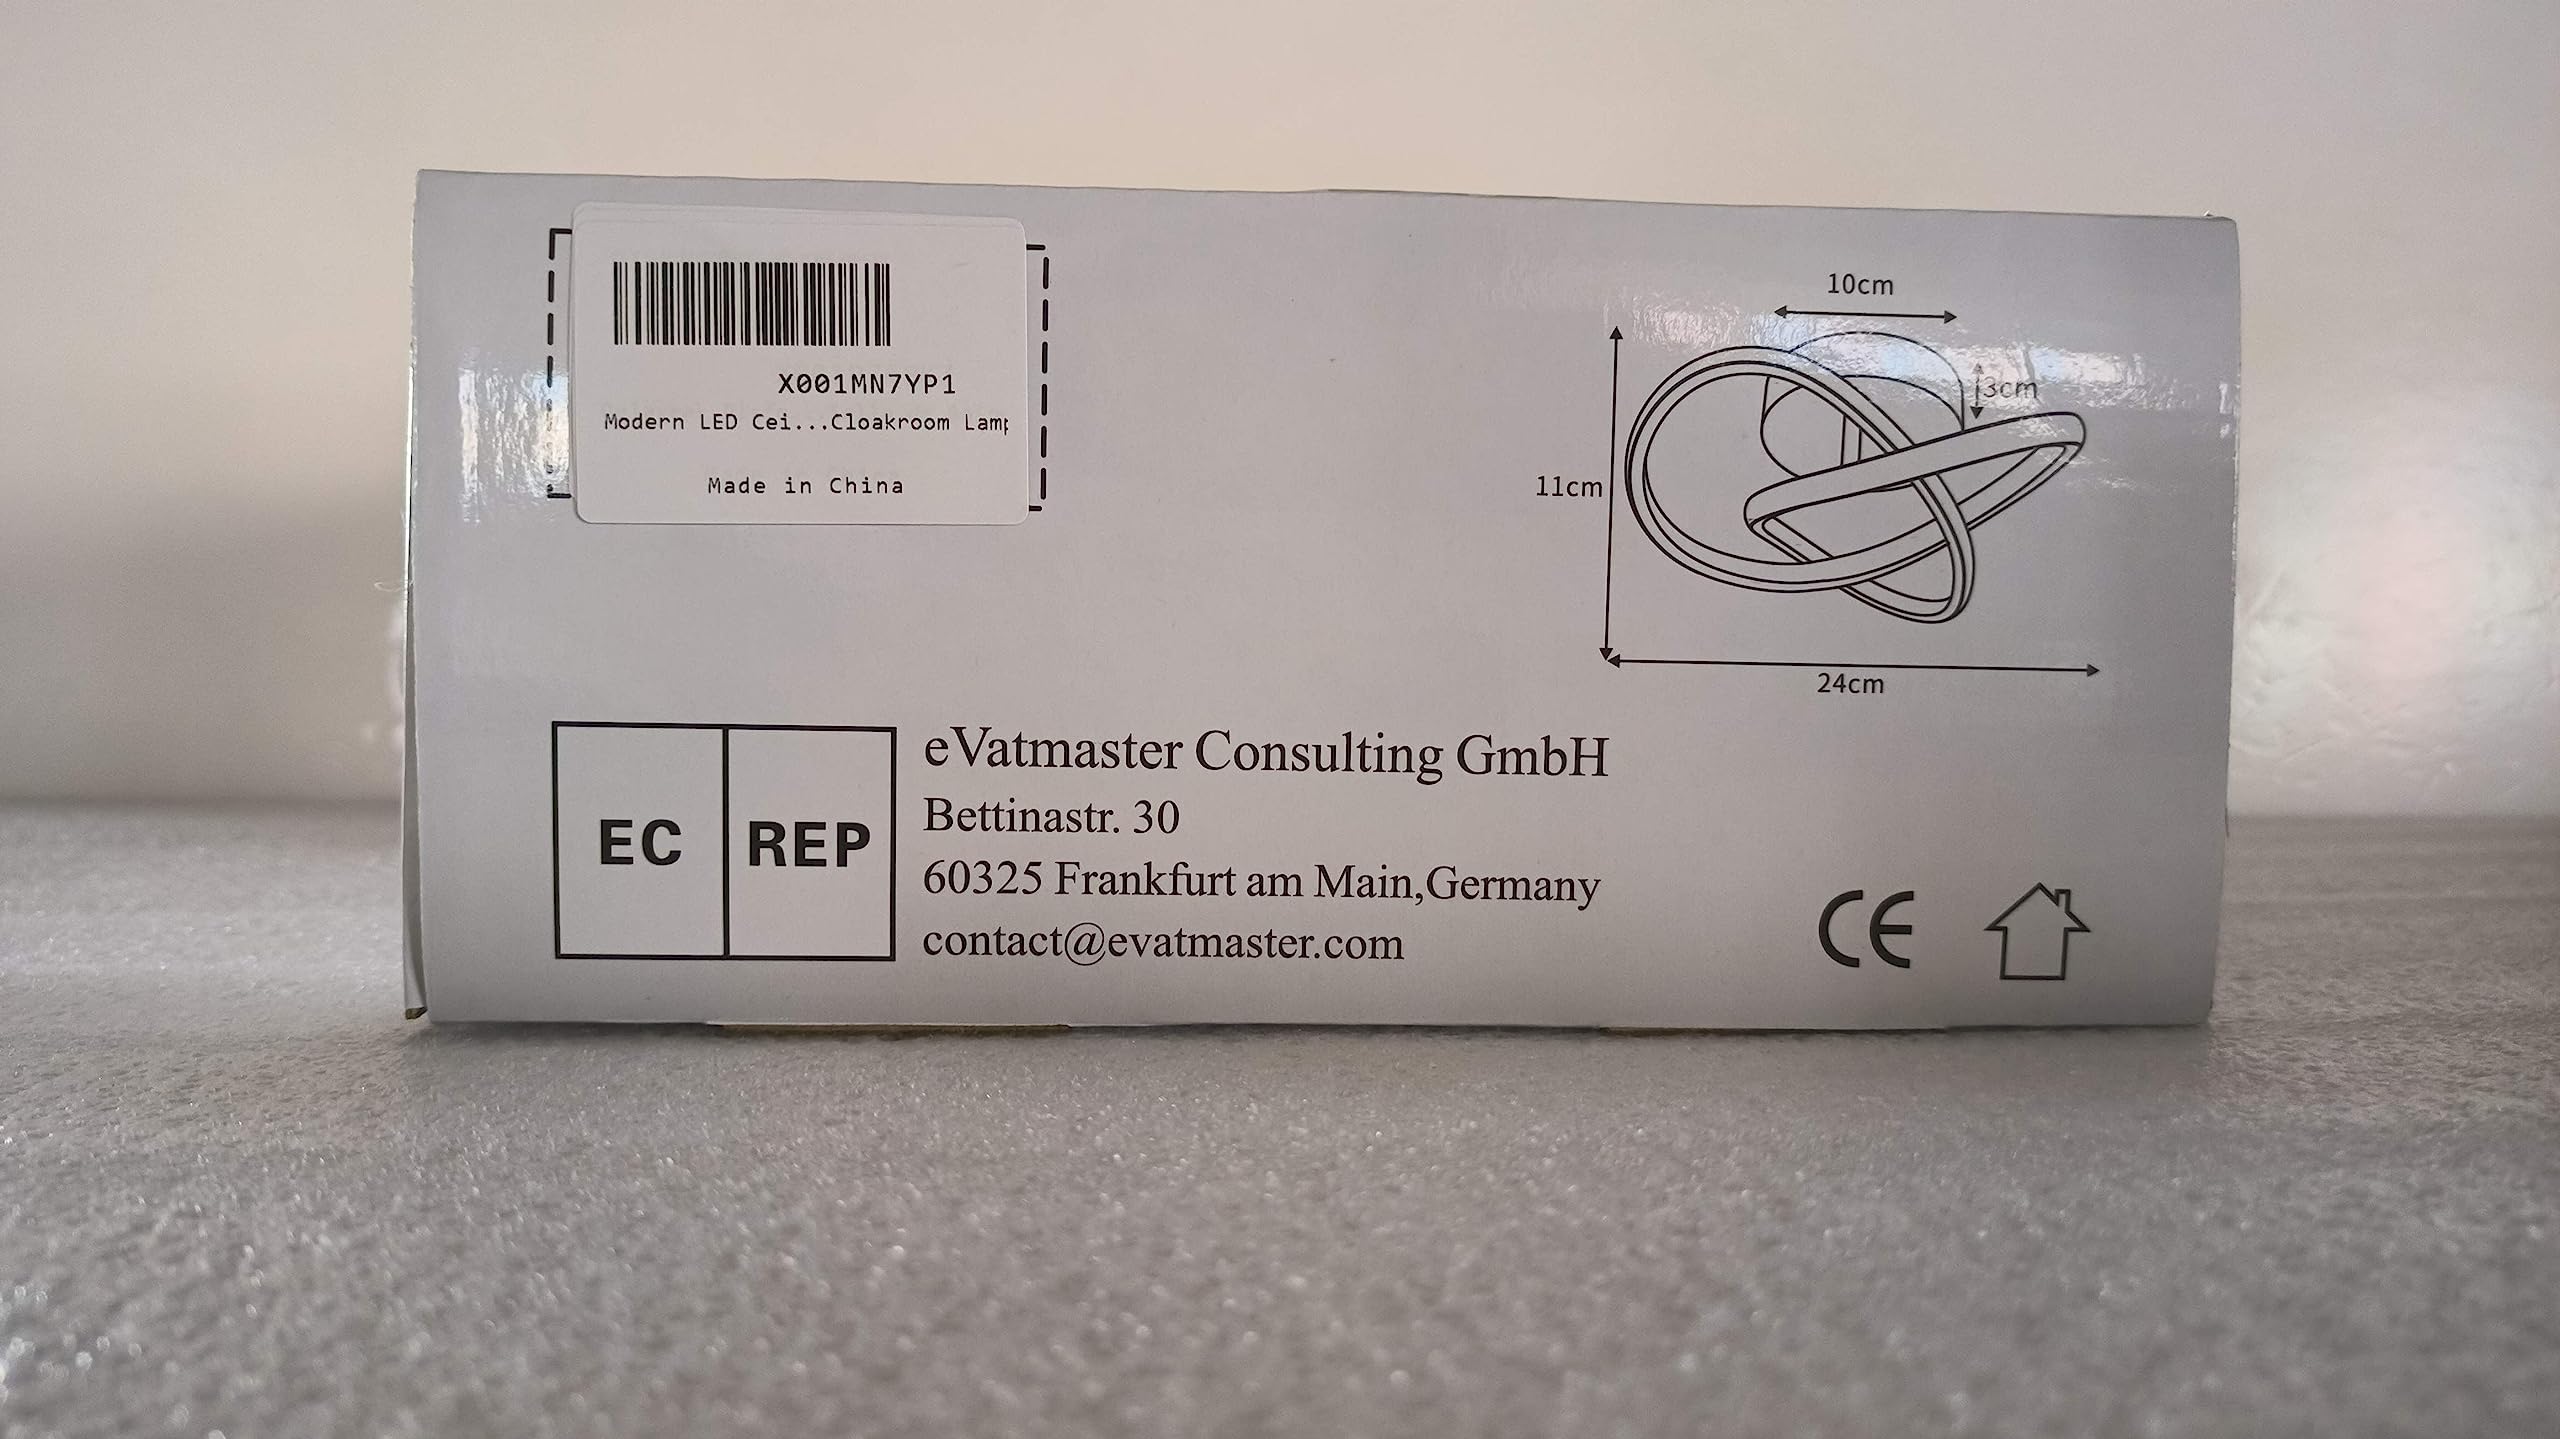 X001MN7YP1
Modern LED Cei...Cloakroom Lamp
Made in China
10cm
3cm
11cm
24cm
EC REP
eVatmaster Consulting GmbH
Bettinastr. 30
60325 Frankfurt am Main,Germany
contact@evatmaster.com
CE